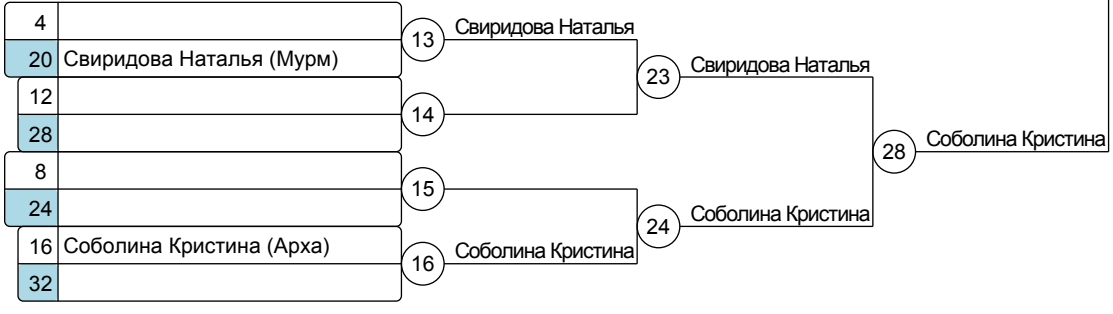 4
13
Свиридова Наталья
20 Свиридова Наталья (Мурм)
23
Свиридова Наталья
12
14
28
28
Соболина Кристина
8
15
24
24
Соболина Кристина
16 Соболина Кристина (Арха)
16
Соболина Кристина
32